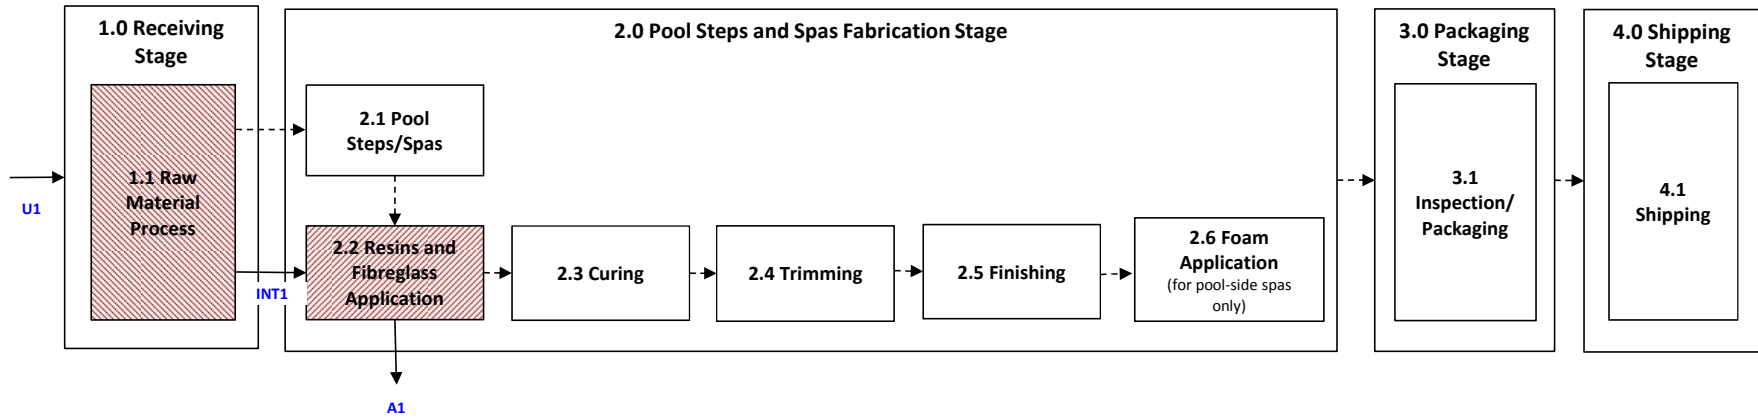 1.0 Receiving
Stage
2.0 Pool Steps and Spas Fabrication Stage
3.0 Packaging
Stage
4.0 Shipping
Stage
U1
1.1 Raw
Material
Process
INT1
2.1 Pool
Steps/Spas
2.2 Resins and
Fibreglass
Application
A1
2.3 Curing
2.4 Trimming
2.5 Finishing
2.6 Foam
Application
(for pool-side spas
only)
3.1
Inspection/
Packaging
4.1
Shipping